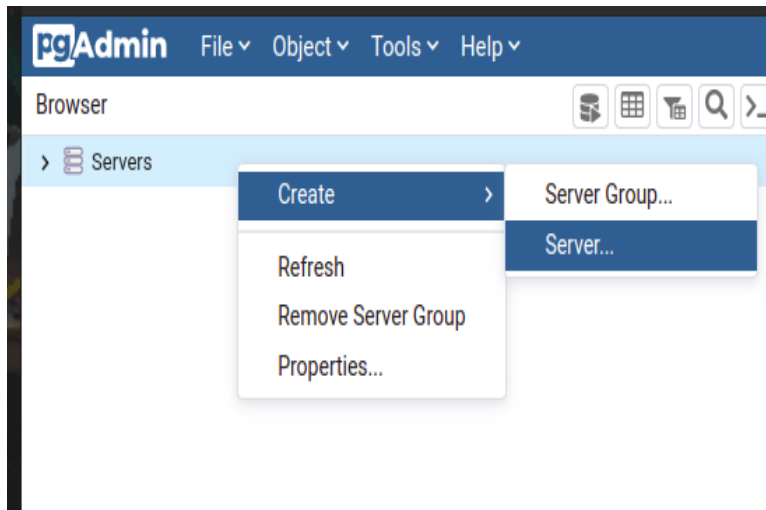 pgAdmin File Object Tools Help
Browser
Servers
Create
Server Group...
Server...
Refresh
Remove Server Group
Properties...